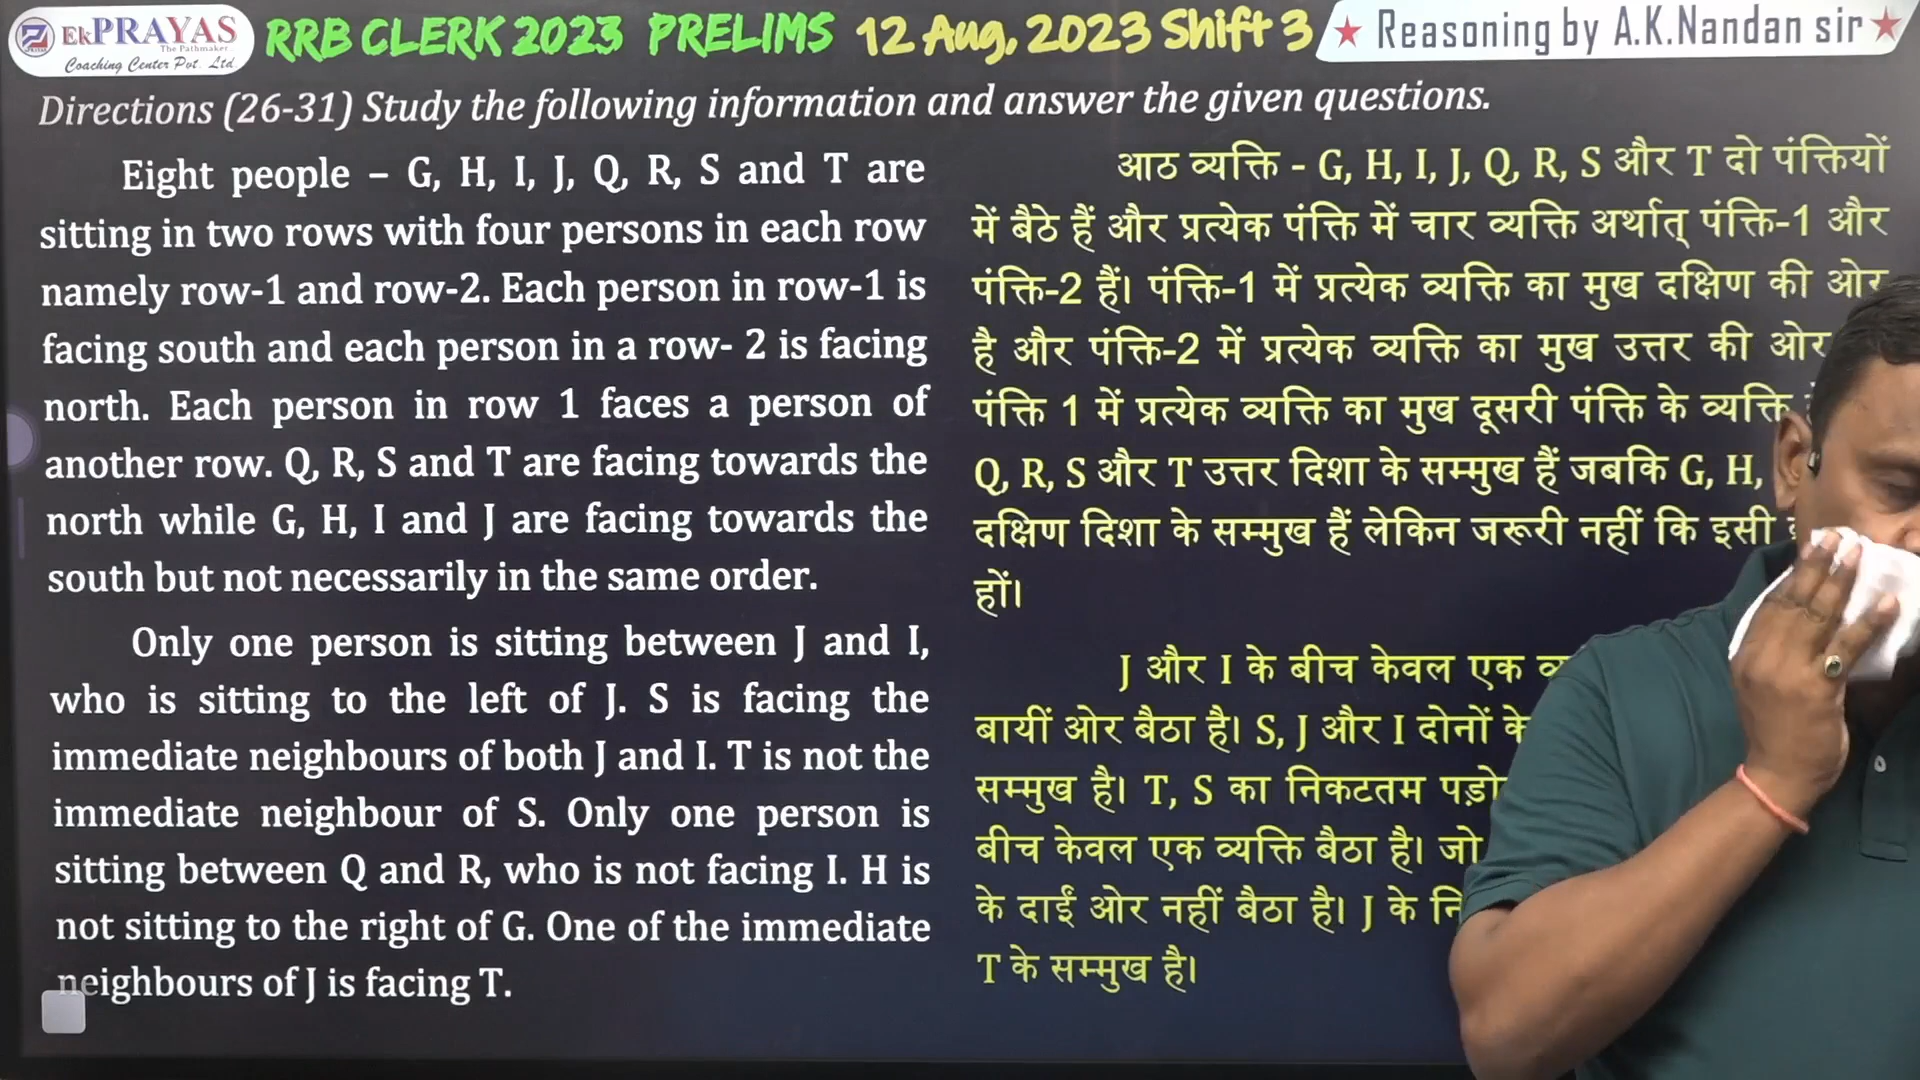 EkPRAYAS
The Pathmaker...
Coaching Center Pvt. Ltd
RRB CLERK 2023 PRELIMS 12 Aug, 2023 Shift 3
Reasoning by A.K.Nandan sir
Directions (26-31) Study the following information and answer the given questions.
Eight people – G, H, I, J, Q, R, S and T are
sitting in two rows with four persons in each row
namely row-1 and row-2. Each person in row-1 is
facing south and each person in a row- 2 is facing
north. Each person in row 1 faces a person of
another row. Q, R, S and T are facing towards the
north while G, H, I and J are facing towards the
south but not necessarily in the same order.
Only one person is sitting between J and I,
who is sitting to the left of J. S is facing the
immediate neighbours of both J and I. T is not the
immediate neighbour of S. Only one person is
sitting between Q and R, who is not facing I. H is
not sitting to the right of G. One of the immediate
neighbours of J is facing T.
आठ व्यक्ति - G, H, I, J, Q, R, S और T दो पंक्तियों
में बैठे हैं और प्रत्येक पंक्ति में चार व्यक्ति अर्थात् पंक्ति-1 और
पंक्ति-2 हैं। पंक्ति-1 में प्रत्येक व्यक्ति का मुख दक्षिण की ओर
है और पंक्ति-2 में प्रत्येक व्यक्ति का मुख उत्तर की ओर
पंक्ति 1 में प्रत्येक व्यक्ति का मुख दूसरी पंक्ति के व्यक्ति
Q, R, S और T उत्तर दिशा के सम्मुख हैं जबकि G, H,
दक्षिण दिशा के सम्मुख हैं लेकिन जरूरी नहीं कि इसी
हों।
J और I के बीच केवल एक
बायीं ओर बैठा है। S, J और I दोनों के
सम्मुख है। T, S का निकटतम
बीच केवल एक व्यक्ति बैठा है। जो
के दाईं ओर नहीं बैठा है। J के
T के सम्मुख है।